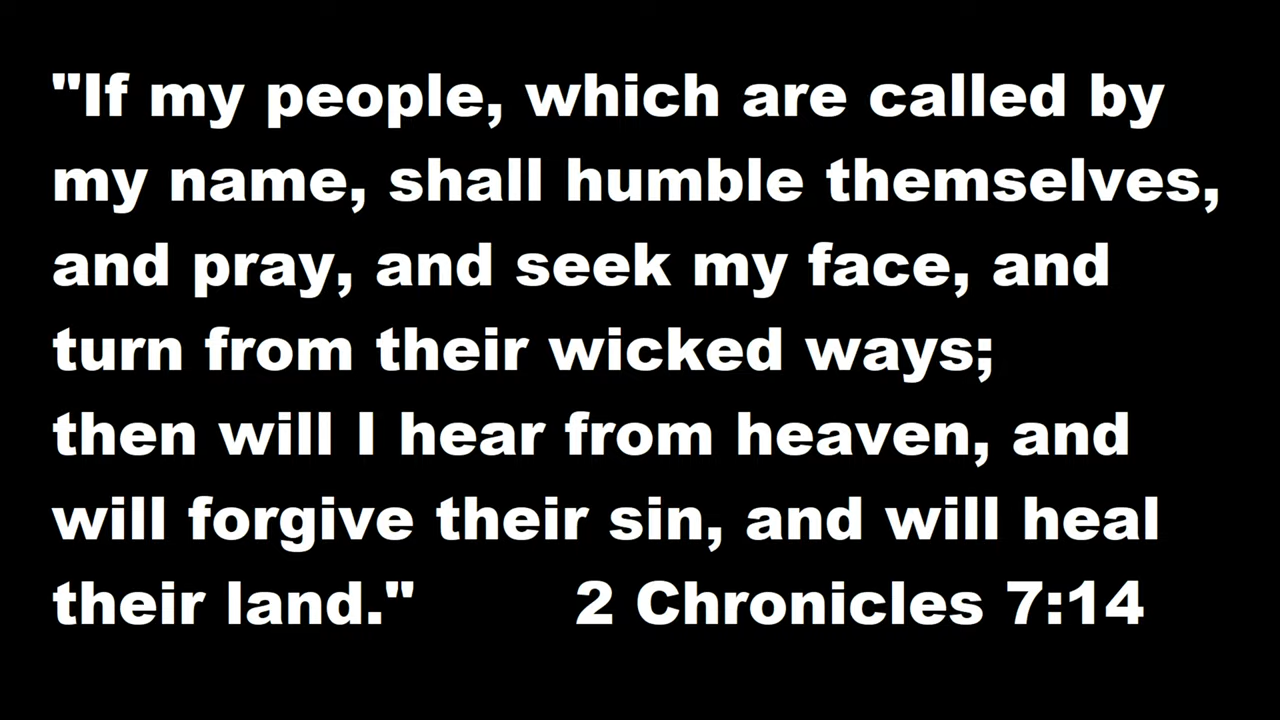 "If my people, which are called by
my name, shall humble themselves,
and pray, and seek my face, and
turn from their wicked ways;
then will I hear from heaven, and
will forgive their sin, and will heal
their land." 2 Chronicles 7:14